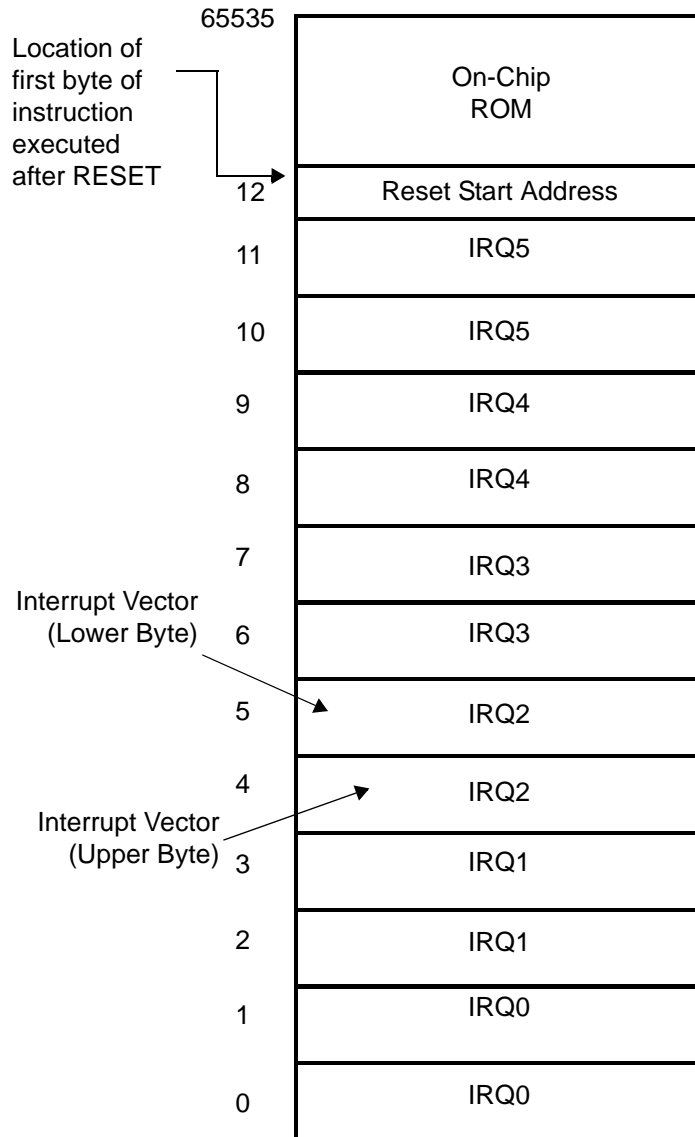 65535
Location of
first byte of
instruction
executed
after RESET
On-Chip
ROM
12
Reset Start Address
11
IRQ5
10
IRQ5
9
IRQ4
8
IRQ4
7
IRQ3
Interrupt Vector
(Lower Byte)
6
IRQ3
5
IRQ2
4
IRQ2
Interrupt Vector
(Upper Byte)
3
IRQ1
2
IRQ1
1
IRQ0
0
IRQ0